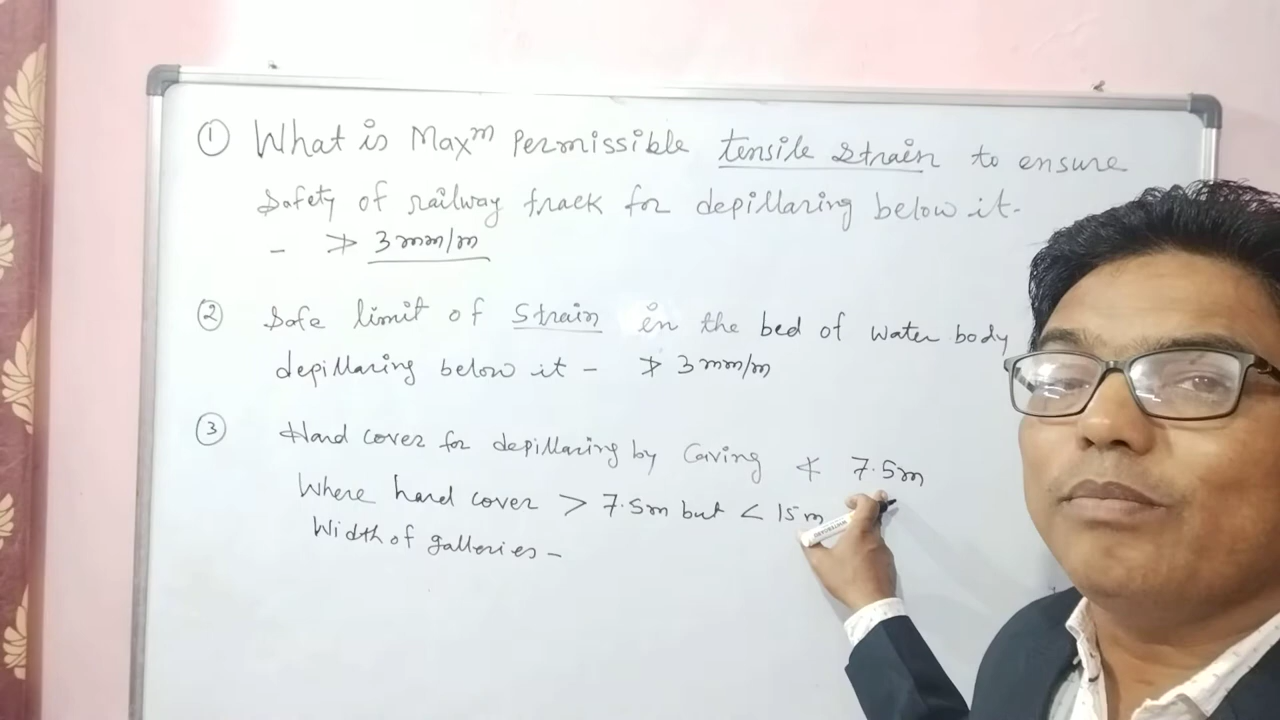 ① What is Maxᵐ Permissible tensile strain to ensure
Safety of railway track for depillaring below it-
- ≯ 3mm/m
② Safe limit of Strain in the bed of water body
depillaring below it - ≯ 3mm/m
③ Hard cover for depillaring by Caving ≮ 7.5m
Where hard cover > 7.5m but < 15m
Width of galleries -